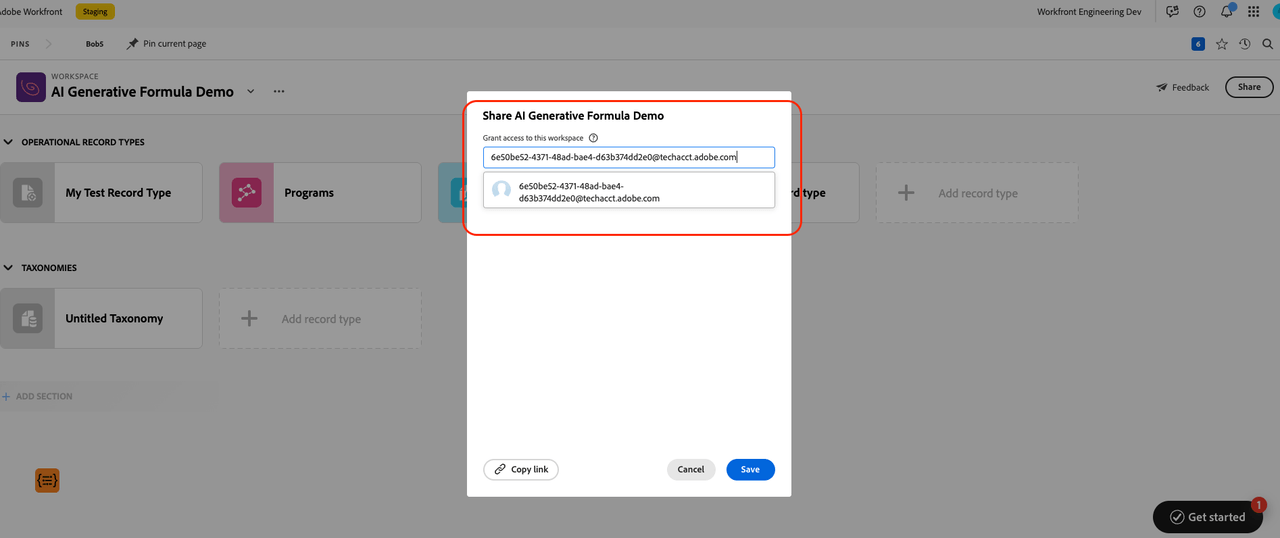 Adobe Workfront
Staging
Workfront Engineering Dev
PINS
Bob5
Pin current page
6
WORKSPACE
AI Generative Formula Demo
Feedback
Share
Share AI Generative Formula Demo
Grant access to this workspace
6e50be52-4371-48ad-bae4-d63b374dd2e0@techacct.adobe.com
6e50be52-4371-48ad-bae4-
d63b374dd2e0@techacct.adobe.com
OPERATIONAL RECORD TYPES
My Test Record Type
Programs
d type
Add record type
TAXONOMIES
Untitled Taxonomy
Add record type
ADD SECTION
Copy link
Cancel
Save
1
Get started